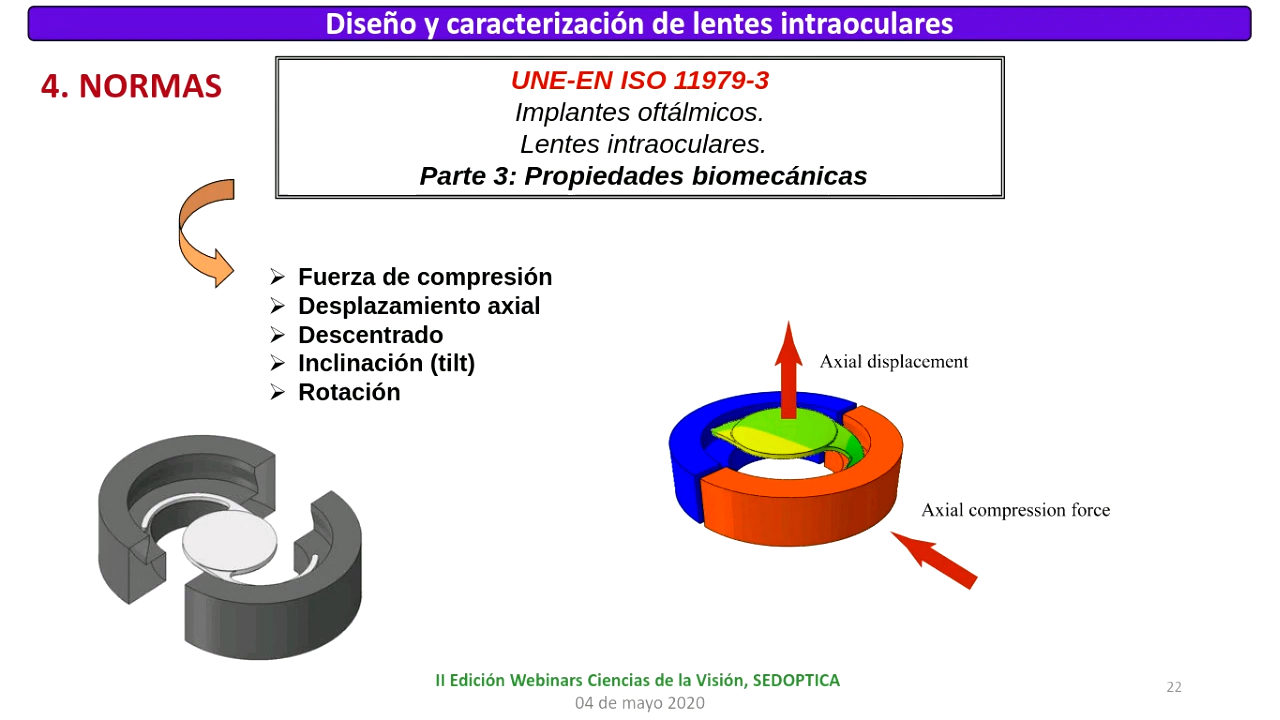 Diseño y caracterización de lentes intraoculares
4. NORMAS
UNE-EN ISO 11979-3
Implantes oftálmicos.
Lentes intraoculares.
Parte 3: Propiedades biomecánicas
Fuerza de compresión
Desplazamiento axial
Descentrado
Inclinación (tilt)
Rotación
Axial displacement
Axial compression force
II Edición Webinars Ciencias de la Visión, SEDOPTICA
04 de mayo 2020
22